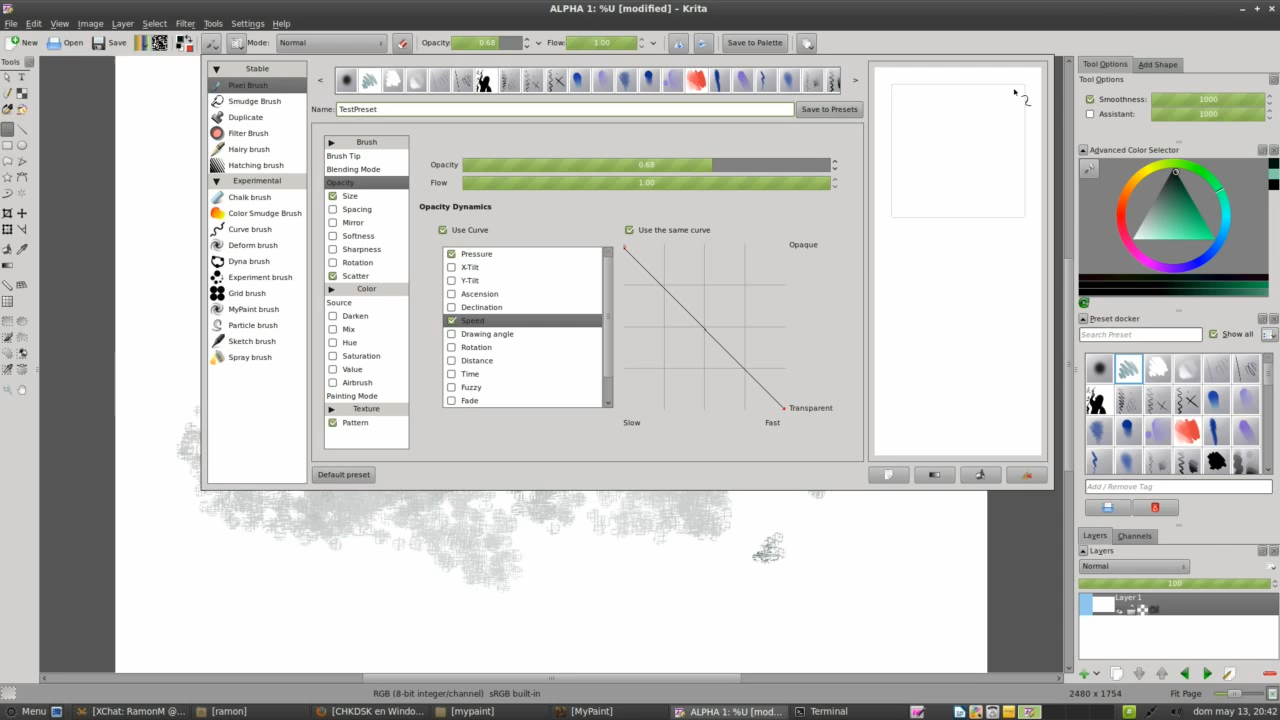 ALPHA 1: %U [modified] – Krita
File Edit View Image Layer Select Filter Tools Settings Help
New Open Save Mode: Normal Opacity: 0.68 Flow: 1.00 Save to Palette
Tools
Stable
Pixel Brush
Smudge Brush
Duplicate
Filter Brush
Hairy brush
Hatching brush
Experimental
Chalk brush
Color Smudge Brush
Curve brush
Deform brush
Dyna brush
Experiment brush
Grid brush
MyPaint brush
Particle brush
Sketch brush
Spray brush
< >
Name: TestPreset Save to Presets
Brush
Brush Tip
Blending Mode
Opacity
Size
Spacing
Mirror
Softness
Sharpness
Rotation
Scatter
Color
Source
Darken
Mix
Hue
Saturation
Value
Airbrush
Painting Mode
Texture
Pattern
Opacity 0.68
Flow 1.00
Opacity Dynamics
Use Curve
Pressure
X-Tilt
Y-Tilt
Ascension
Declination
Speed
Drawing angle
Rotation
Distance
Time
Fuzzy
Fade
Use the same curve
Opaque
Transparent
Slow Fast
Default preset
Tool Options Add Shape
Tool Options
Smoothness: 1000
Assistant: 1000
Advanced Color Selector
Preset docker
Search Preset Show all
Add / Remove Tag
Layers Channels
Layers
Normal
100
Layer 1
RGB (8-bit integer/channel) sRGB built-in 2480 x 1754 Fit Page
Menu [XChat: RamonM @... [ramon] [CHKDSK en Windo... [mypaint] [MyPaint] ALPHA 1: %U [mod... Terminal dom may 13, 20:42